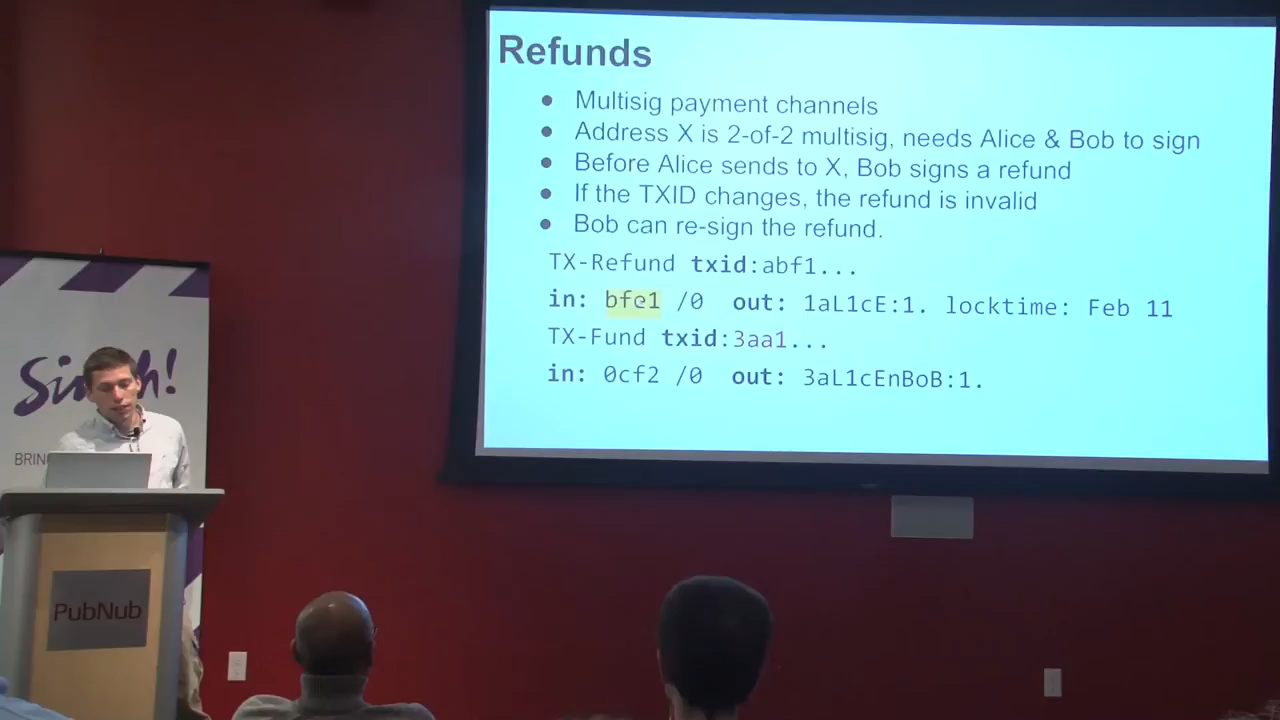 Refunds
● Multisig payment channels
● Address X is 2-of-2 multisig, needs Alice & Bob to sign
● Before Alice sends to X, Bob signs a refund
● If the TXID changes, the refund is invalid
● Bob can re-sign the refund.
TX-Refund txid:abf1...
in: bfe1 /0 out: 1aL1cE:1. locktime: Feb 11
TX-Fund txid:3aa1...
in: 0cf2 /0 out: 3aL1cEnBoB:1.
PubNub